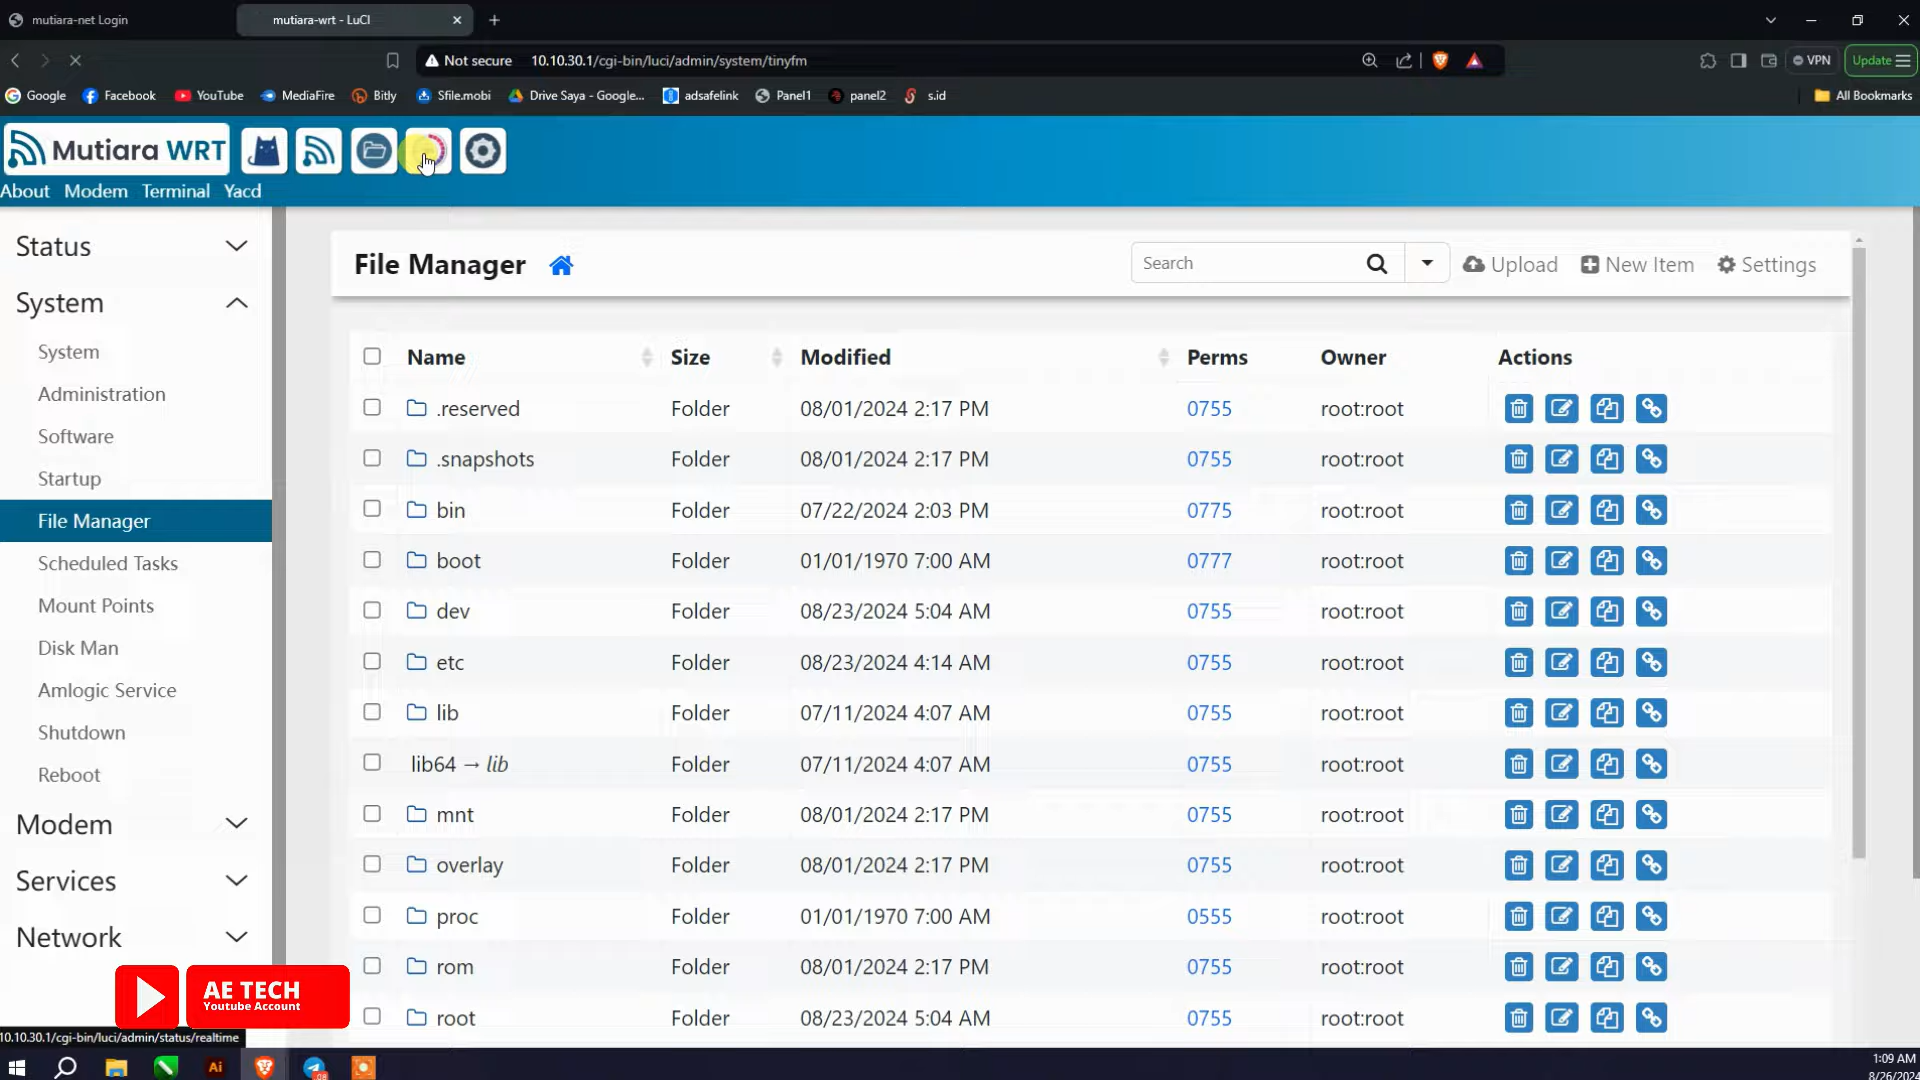 mutiara-net Login
mutiara-wrt - LuCI
Not secure 10.10.30.1/cgi-bin/luci/admin/system/tinyfm
VPN
Update
Google Facebook YouTube MediaFire Bitly Sfile.mobi Drive Saya - Google... adsafelink Panel1 panel2 s.id
All Bookmarks
Mutiara WRT
About Modem Terminal Yacd
Status
System
System
Administration
Software
Startup
File Manager
Scheduled Tasks
Mount Points
Disk Man
Amlogic Service
Shutdown
Reboot
Modem
Services
Network
File Manager
Search
Upload New Item Settings
Name Size Modified Perms Owner Actions
.reserved Folder 08/01/2024 2:17 PM 0755 root:root
.snapshots Folder 08/01/2024 2:17 PM 0755 root:root
bin Folder 07/22/2024 2:03 PM 0775 root:root
boot Folder 01/01/1970 7:00 AM 0777 root:root
dev Folder 08/23/2024 5:04 AM 0755 root:root
etc Folder 08/23/2024 4:14 AM 0755 root:root
lib Folder 07/11/2024 4:07 AM 0755 root:root
lib64 → lib Folder 07/11/2024 4:07 AM 0755 root:root
mnt Folder 08/01/2024 2:17 PM 0755 root:root
overlay Folder 08/01/2024 2:17 PM 0755 root:root
proc Folder 01/01/1970 7:00 AM 0555 root:root
rom Folder 08/01/2024 2:17 PM 0755 root:root
root Folder 08/23/2024 5:04 AM 0755 root:root
AE TECH
Youtube Account
10.10.30.1/cgi-bin/luci/admin/status/realtime
Ai
1:09 AM